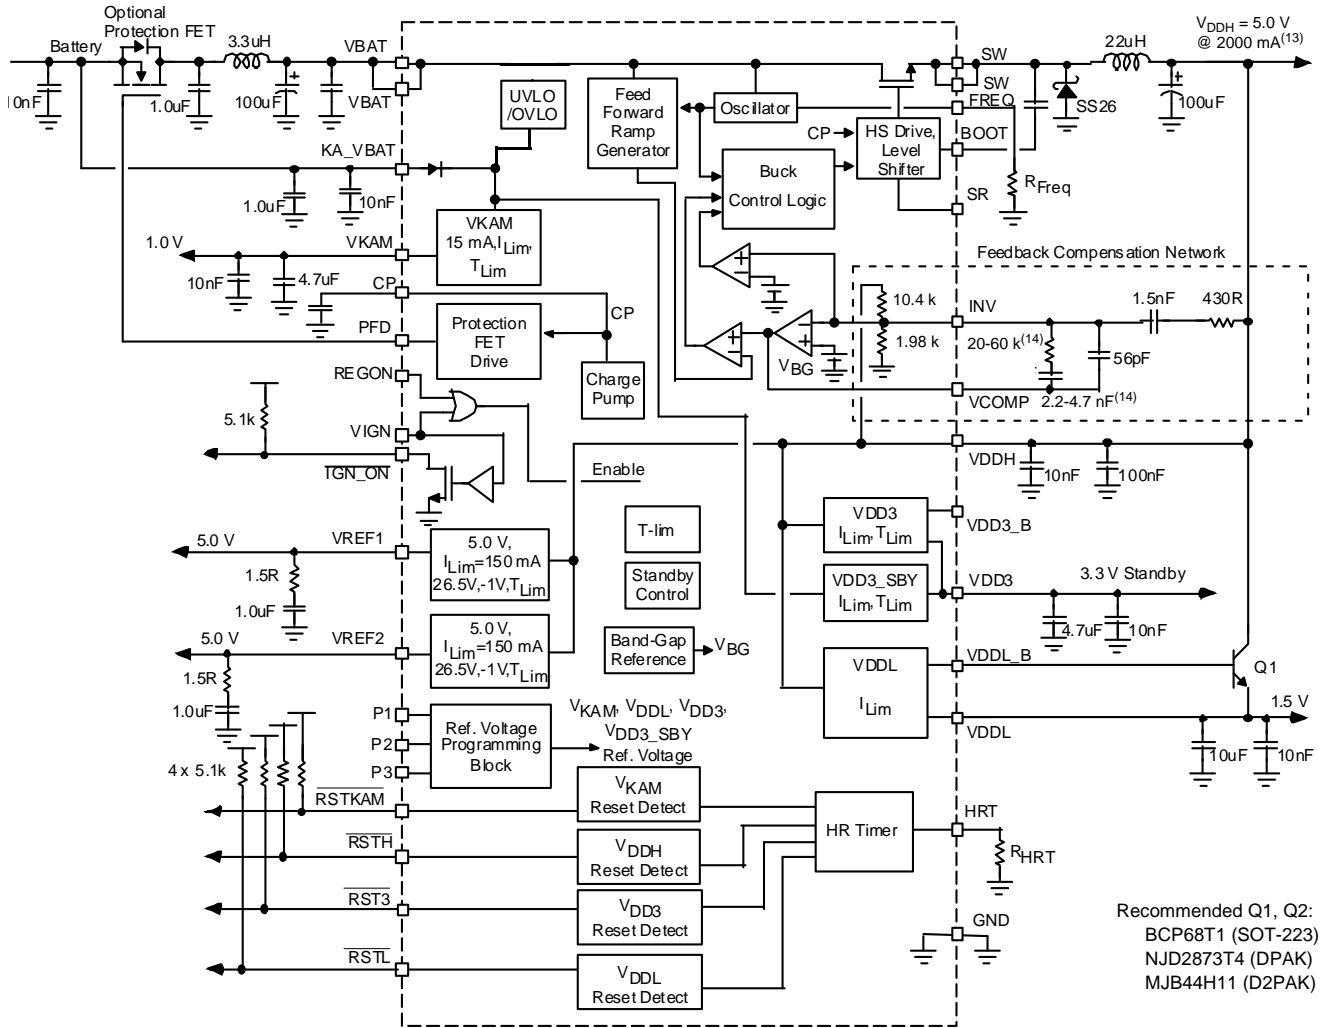 Optional
Protection FET
Battery
3.3uH
VBAT
10nF
1.0uF
100uF
+
VBAT
UVLO
/OVLO
Feed
Forward
Ramp
Generator
Oscillator
CP
HS Drive,
Level
Shifter
Buck
Control Logic
SW
SW
FREQ
BOOT
SR
22uH
V_DDH = 5.0 V
@ 2000 mA(13)
SS26
+
100uF
R_Freq
KA_VBAT
1.0uF
10nF
VKAM
15 mA,I_Lim,
T_Lim
1.0 V
VKAM
10nF
4.7uF
CP
CP
PFD
Protection
FET
Drive
Charge
Pump
Feedback Compensation Network
10.4 k
1.98 k
INV
1.5nF
430R
20-60 k(14)
56pF
VCOMP
2.2-4.7 nF(14)
+
−
+
−
−
+
V_BG
REGON
5.1k
VIGN
IGN_ON
Enable
VDDH
10nF
100nF
T-lim
Standby
Control
Band-Gap
Reference
V_BG
5.0 V
VREF1
5.0 V,
I_Lim=150 mA
26.5V,-1V,T_Lim
1.5R
1.0uF
5.0 V
VREF2
5.0 V,
I_Lim=150 mA
26.5V,-1V,T_Lim
1.5R
1.0uF
VDD3
I_Lim, T_Lim
VDD3_B
VDD3_SBY
I_Lim, T_Lim
VDD3
3.3 V Standby
4.7uF
10nF
VDDL
I_Lim
VDDL_B
Q1
1.5 V
VDDL
10uF
10nF
P1
P2
P3
Ref. Voltage
Programming
Block
V_KAM, V_DDL, V_DD3,
V_DD3_SBY
Ref. Voltage
4 x 5.1k
RSTKAM
V_KAM
Reset Detect
RSTH
V_DDH
Reset Detect
RST3
V_DD3
Reset Detect
RSTL
V_DDL
Reset Detect
HR Timer
HRT
R_HRT
GND
Recommended Q1, Q2:
BCP68T1 (SOT-223)
NJD2873T4 (DPAK)
MJB44H11 (D2PAK)